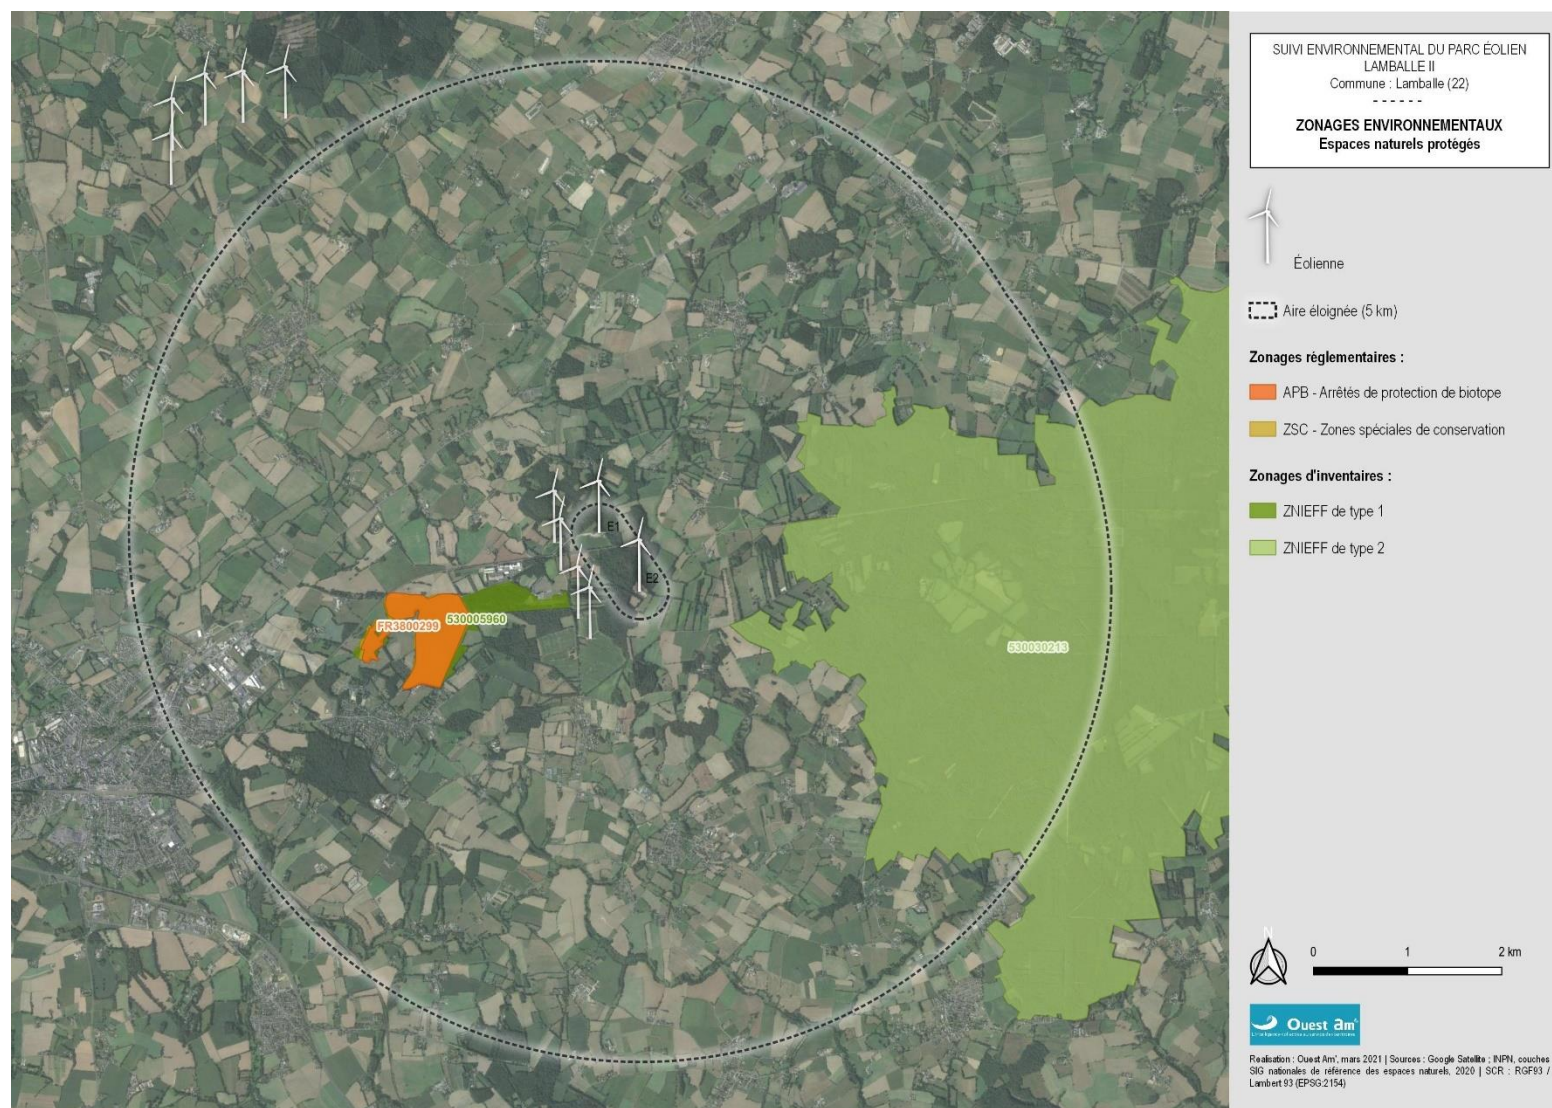 SUIVI ENVIRONNEMENTAL DU PARC ÉOLIEN
LAMBALLE II
Commune : Lamballe (22)
- - - - - -
ZONAGES ENVIRONNEMENTAUX
Espaces naturels protégés
Éolienne
Aire éloignée (5 km)
Zonages réglementaires :
APB - Arrêtés de protection de biotope
ZSC - Zones spéciales de conservation
Zonages d'inventaires :
ZNIEFF de type 1
ZNIEFF de type 2
E1
E2
FR3800299
530005960
530030213
N
0 1 2 km
Ouest am'
Realisation : Ouest Am', mars 2021 | Sources : Google Satellite ; INPN, couches
SIG nationales de référence des espaces naturels, 2020 | SCR : RGF93 /
Lambert 93 (EPSG:2154)